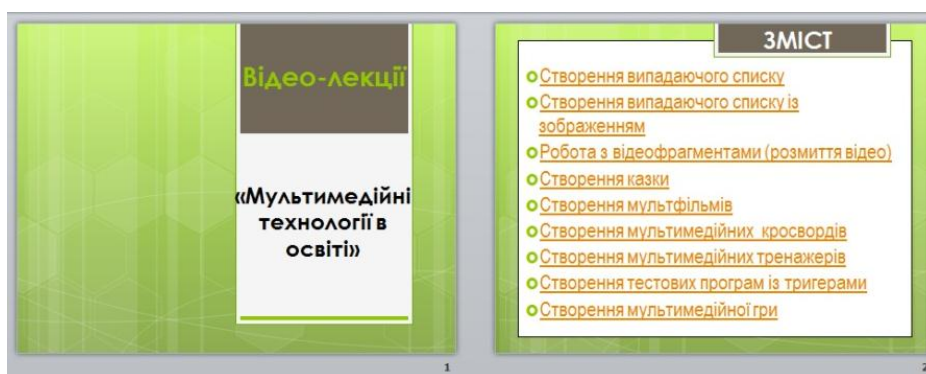 Відео-лекції
«Мультимедійні
технології в
освіті»
1
ЗМІСТ
Створення випадаючого списку
Створення випадаючого списку із
зображенням
Робота з відеофрагментами (розмиття відео)
Створення казки
Створення мультфільмів
Створення мультимедійних кросвордів
Створення мультимедійних тренажерів
Створення тестових програм із тригерами
Створення мультимедійної гри
2